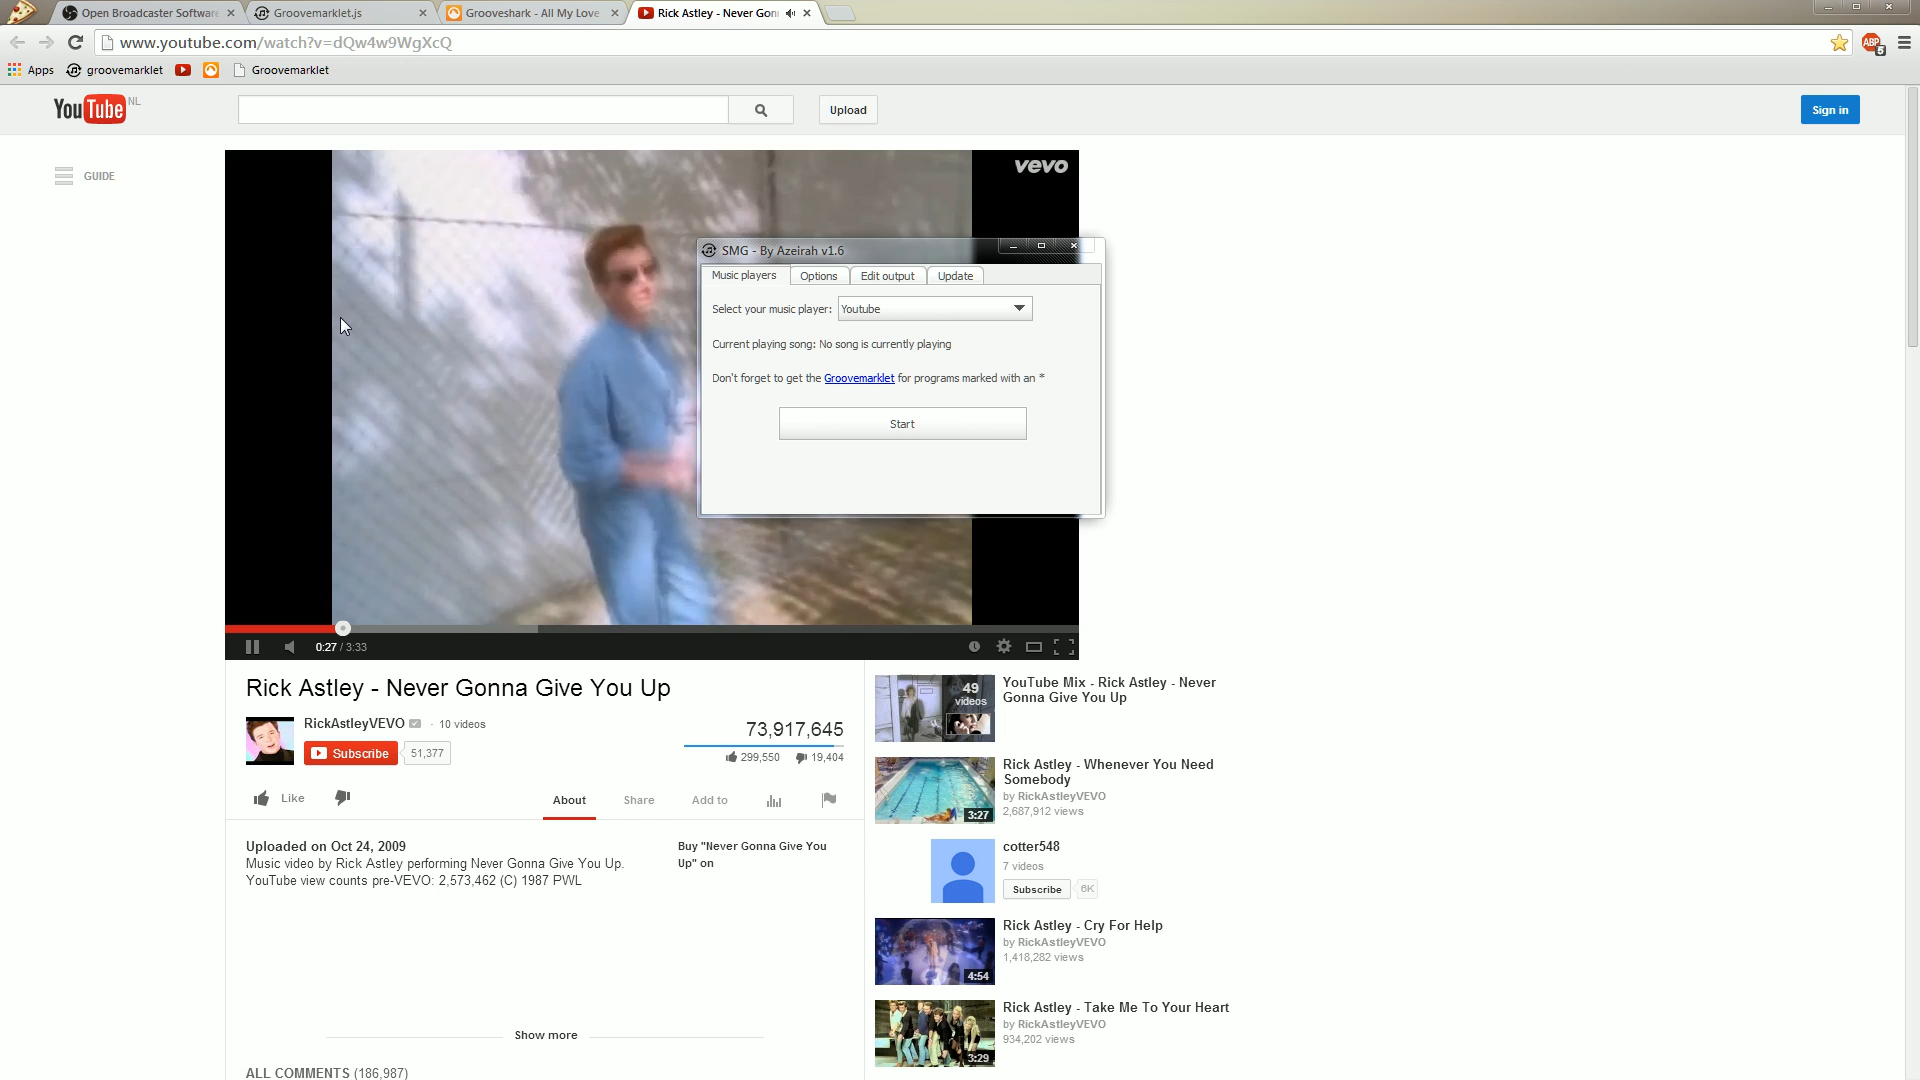 Open Broadcaster Software
Groovemarklet.js
Grooveshark - All My Love
Rick Astley - Never Gon
www.youtube.com/watch?v=dQw4w9WgXcQ
ABP
5
Apps
groovemarklet
Groovemarklet
YouTube NL
Upload
Sign in
GUIDE
vevo
SMG - By Azeirah v1.6
Music players
Options
Edit output
Update
Select your music player:
Youtube
Current playing song: No song is currently playing
Don't forget to get the Groovemarklet for programs marked with an *
Start
0:27 / 3:33
Rick Astley - Never Gonna Give You Up
RickAstleyVEVO · 10 videos
Subscribe
51,377
73,917,645
299,550
19,404
Like
About
Share
Add to
Uploaded on Oct 24, 2009
Music video by Rick Astley performing Never Gonna Give You Up.
YouTube view counts pre-VEVO: 2,573,462 (C) 1987 PWL
Buy "Never Gonna Give You
Up" on
Show more
ALL COMMENTS (186,987)
49
videos
YouTube Mix - Rick Astley - Never
Gonna Give You Up
3:27
Rick Astley - Whenever You Need
Somebody
by RickAstleyVEVO
2,687,912 views
cotter548
7 videos
Subscribe
6K
4:54
Rick Astley - Cry For Help
by RickAstleyVEVO
1,418,282 views
3:29
Rick Astley - Take Me To Your Heart
by RickAstleyVEVO
934,202 views